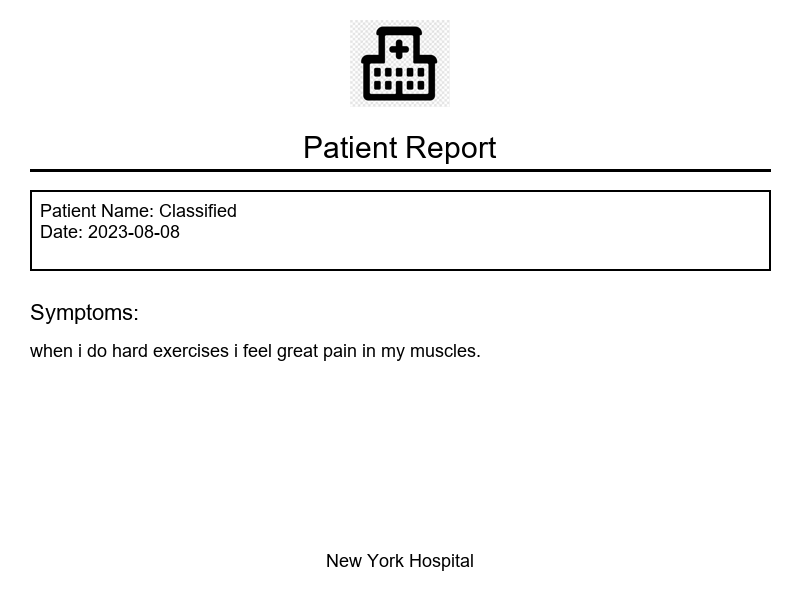 Patient Report
Patient Name: Classified
Date: 2023-08-08
Symptoms:
when i do hard exercises i feel great pain in my muscles.
New York Hospital